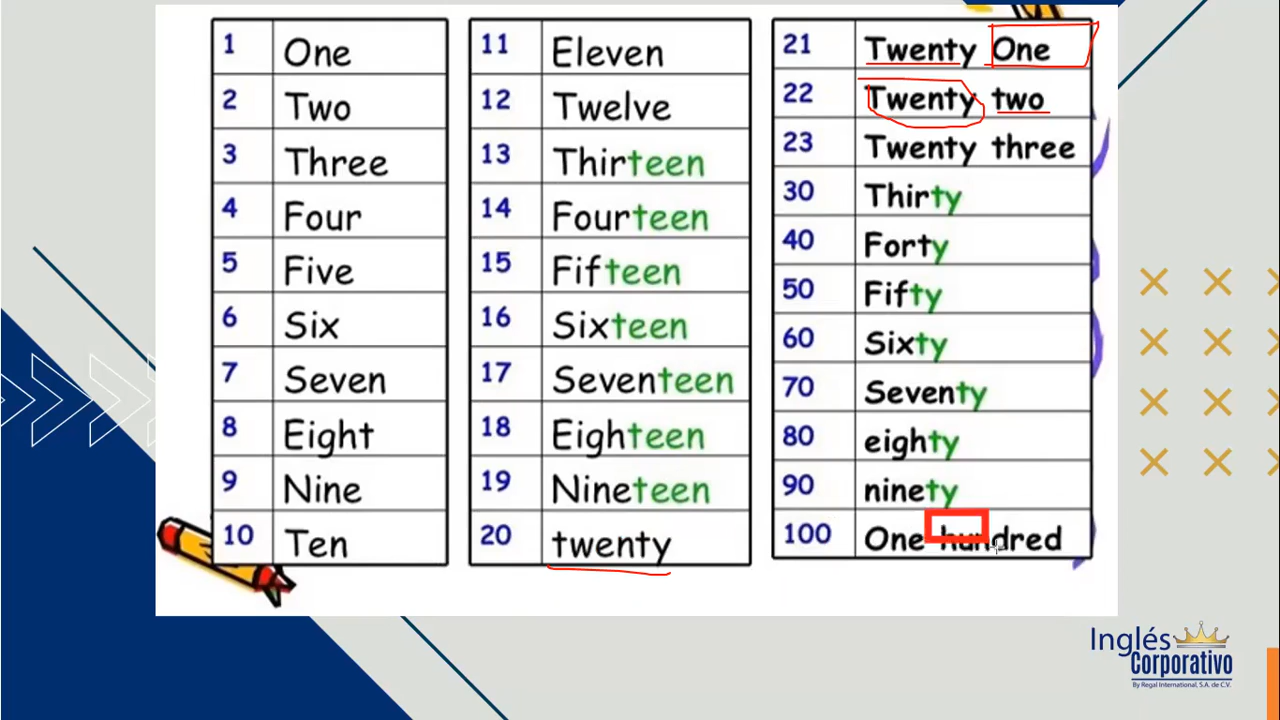 1 One
2 Two
3 Three
4 Four
5 Five
6 Six
7 Seven
8 Eight
9 Nine
10 Ten
11 Eleven
12 Twelve
13 Thirteen
14 Fourteen
15 Fifteen
16 Sixteen
17 Seventeen
18 Eighteen
19 Nineteen
20 twenty
21 Twenty One
22 Twenty two
23 Twenty three
30 Thirty
40 Forty
50 Fifty
60 Sixty
70 Seventy
80 eighty
90 ninety
100 One hundred
Inglés
Corporativo
By Regal International, S.A. de C.V.